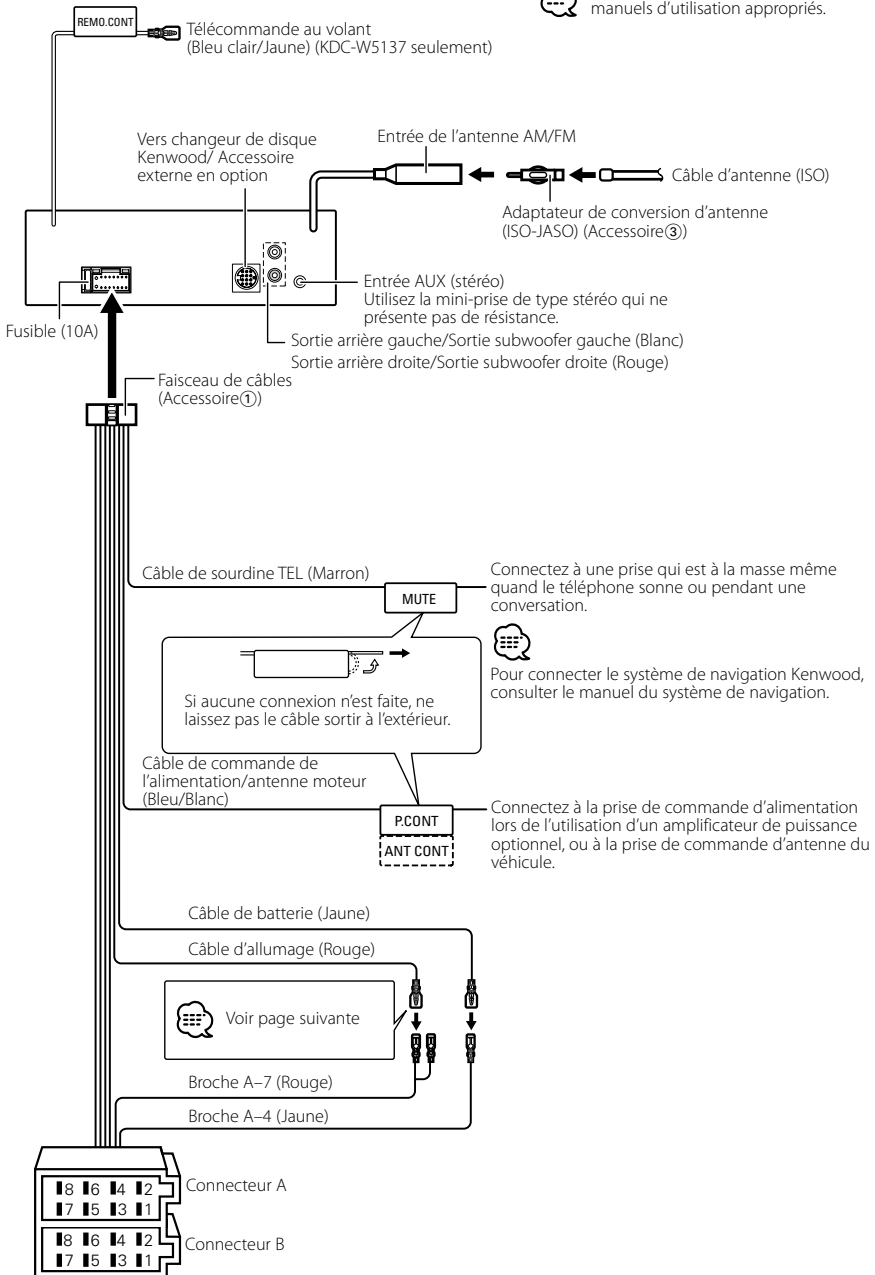 manuels d’utilisation appropriés.
REMO.CONT
Télécommande au volant
(Bleu clair/Jaune) (KDC-W5137 seulement)
Vers changeur de disque
Kenwood/ Accessoire
externe en option
Entrée de l’antenne AM/FM
Câble d’antenne (ISO)
Adaptateur de conversion d’antenne
(ISO-JASO) (Accessoire③)
Entrée AUX (stéréo)
Utilisez la mini-prise de type stéréo qui ne
présente pas de résistance.
Fusible (10A)
Sortie arrière gauche/Sortie subwoofer gauche (Blanc)
Sortie arrière droite/Sortie subwoofer droite (Rouge)
Faisceau de câbles
(Accessoire①)
Câble de sourdine TEL (Marron)
MUTE
Connectez à une prise qui est à la masse même
quand le téléphone sonne ou pendant une
conversation.
Pour connecter le système de navigation Kenwood,
consulter le manuel du système de navigation.
Si aucune connexion n’est faite, ne
laissez pas le câble sortir à l’extérieur.
Câble de commande de
l’alimentation/antenne moteur
(Bleu/Blanc)
P.CONT
ANT CONT
Connectez à la prise de commande d’alimentation
lors de l’utilisation d’un amplificateur de puissance
optionnel, ou à la prise de commande d’antenne du
véhicule.
Câble de batterie (Jaune)
Câble d’allumage (Rouge)
Voir page suivante
Broche A–7 (Rouge)
Broche A–4 (Jaune)
8 6 4 2
7 5 3 1
Connecteur A
8 6 4 2
7 5 3 1
Connecteur B